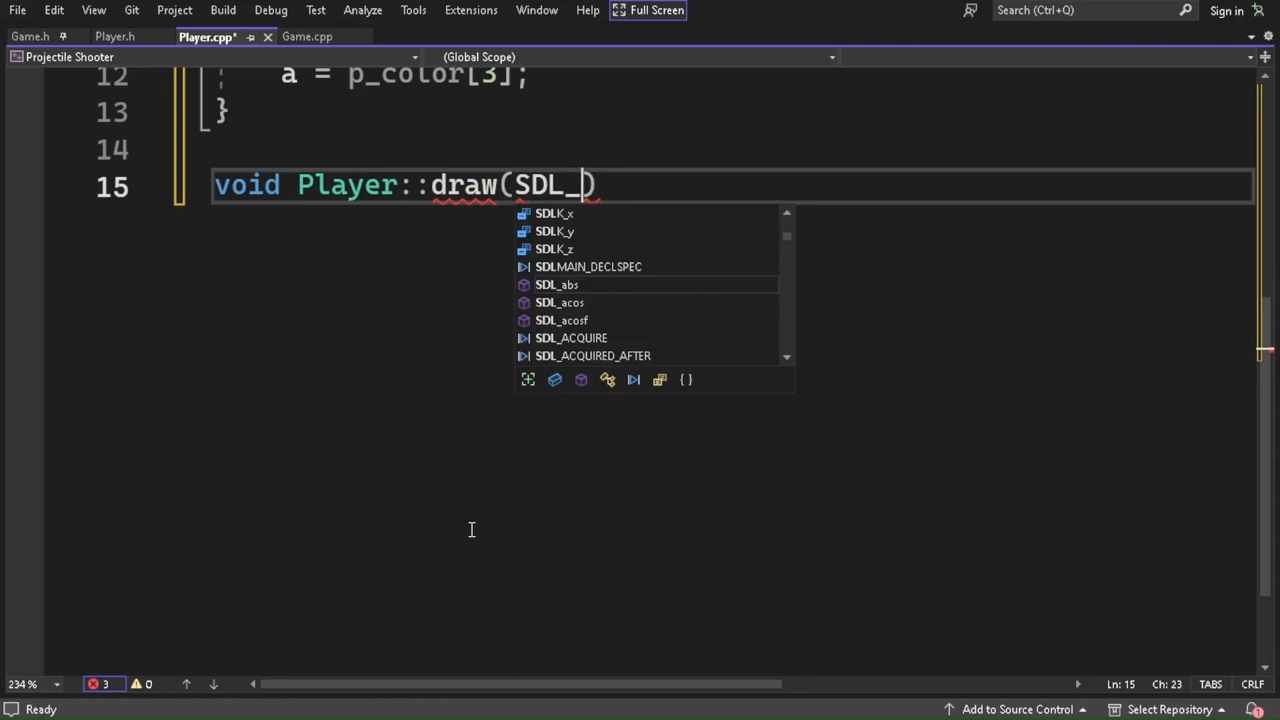 File Edit View Git Project Build Debug Test Analyze Tools Extensions Window Help Full Screen Search (Ctrl+Q) Sign in
Game.h Player.h Player.cpp* Game.cpp
Projectile Shooter (Global Scope)
12 a = p_color[3];
13 }
14
15 void Player::draw(SDL_)
SDLK_x
SDLK_y
SDLK_z
SDLMAIN_DECLSPEC
SDL_abs
SDL_acos
SDL_acosf
SDL_ACQUIRE
SDL_ACQUIRED_AFTER
{ }
234 % 3 0 Ln: 15 Ch: 23 TABS CRLF
Ready Add to Source Control Select Repository 1